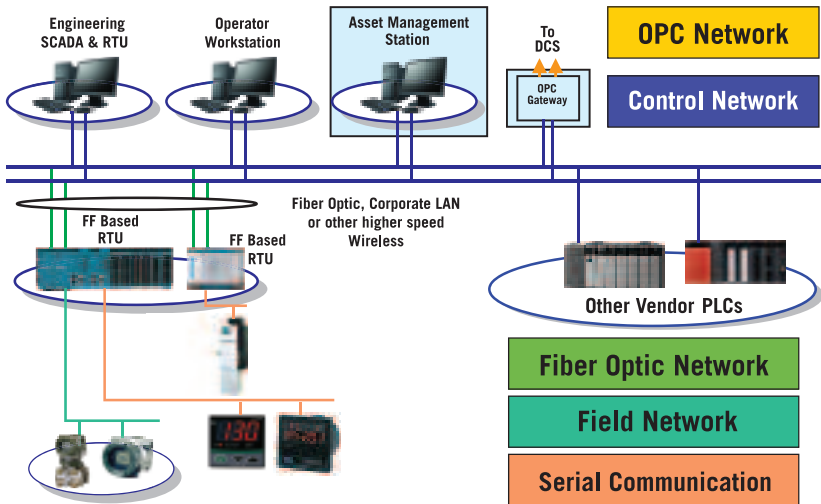 Engineering
SCADA & RTU
Operator
Workstation
Asset Management
Station
To
DCS
OPC
Gateway
OPC Network
Control Network
Fiber Optic, Corporate LAN
or other higher speed
Wireless
FF Based
RTU
FF Based
RTU
Other Vendor PLCs
130
Fiber Optic Network
Field Network
Serial Communication